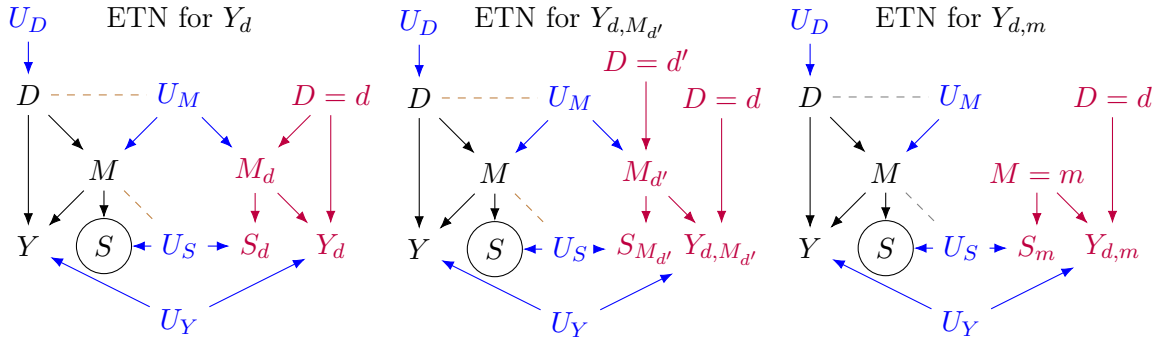 ETN for $Y_d$
$U_D$
$D$
$U_M$
$D = d$
$M$
$M_d$
$Y$
$S$
$U_S$
$S_d$
$Y_d$
$U_Y$
ETN for $Y_{d,M_{d'}}$
$U_D$
$D = d'$
$D$
$U_M$
$D = d$
$M$
$M_{d'}$
$Y$
$S$
$U_S$
$S_{M_{d'}}$
$Y_{d,M_{d'}}$
$U_Y$
ETN for $Y_{d,m}$
$U_D$
$D$
$U_M$
$D = d$
$M$
$M = m$
$Y$
$S$
$U_S$
$S_m$
$Y_{d,m}$
$U_Y$